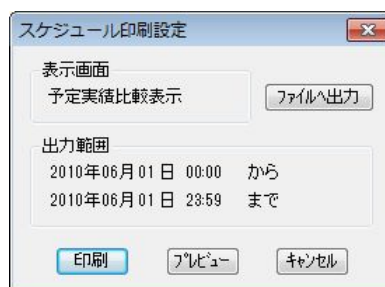 スケジュール印刷設定
表示画面
予定実績比較表示
ファイルへ出力
出力範囲
2010年06月01日 00:00 から
2010年06月01日 23:59 まで
印刷 プレビュー キャンセル